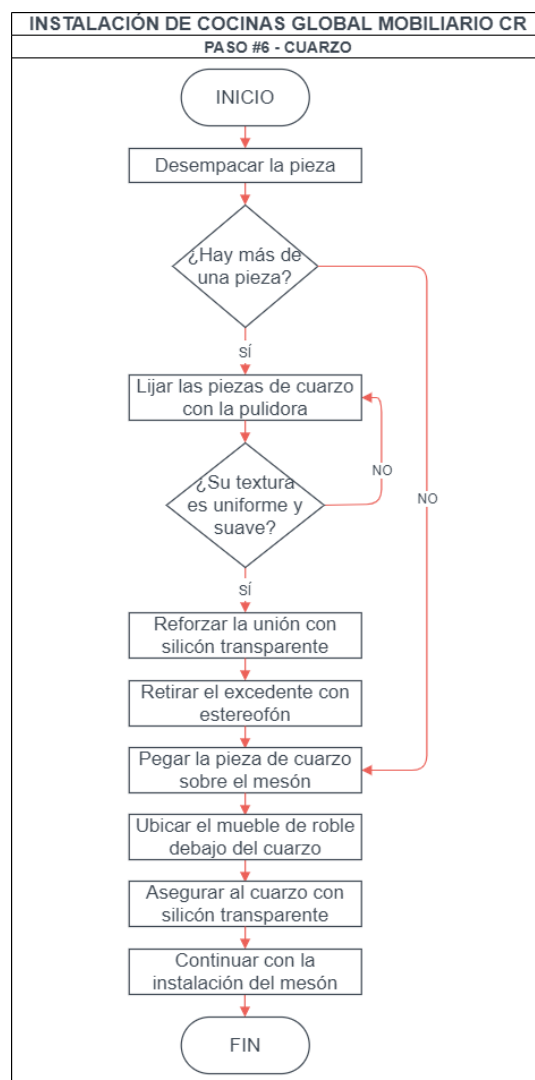 INSTALACIÓN DE COCINAS GLOBAL MOBILIARIO CR
PASO #6 - CUARZO
INICIO
Desempacar la pieza
¿Hay más de
una pieza?
SÍ
Lijar las piezas de cuarzo
con la pulidora
NO
¿Su textura
es uniforme y
suave?
NO
SÍ
Reforzar la unión con
silicón transparente
Retirar el excedente con
estereofón
Pegar la pieza de cuarzo
sobre el mesón
Ubicar el mueble de roble
debajo del cuarzo
Asegurar al cuarzo con
silicón transparente
Continuar con la
instalación del mesón
FIN